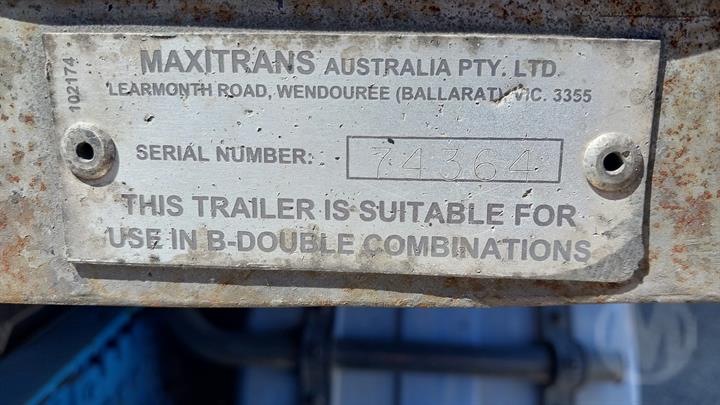 MAXITRANS AUSTRALIA PTY. LTD.
LEARMONTH ROAD, WENDOUREE (BALLARAT) VIC. 3355
102174
SERIAL NUMBER: 74364
THIS TRAILER IS SUITABLE FOR
USE IN B-DOUBLE COMBINATIONS